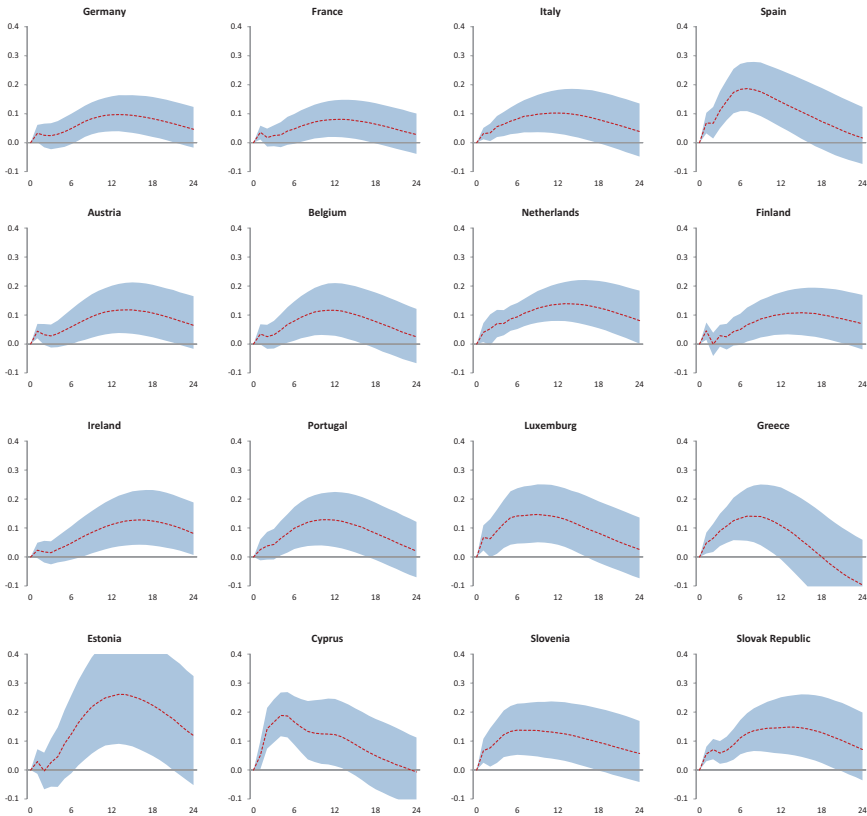 Germany France Italy Spain
0.4 0.4 0.4 0.4
0.3 0.3 0.3 0.3
0.2 0.2 0.2 0.2
0.1 0.1 0.1 0.1
0.0 0.0 0.0 0.0
-0.1 -0.1 -0.1 -0.1
0 6 12 18 24 0 6 12 18 24 0 6 12 18 24 0 6 12 18 24
Austria Belgium Netherlands Finland
0.4 0.4 0.4 0.4
0.3 0.3 0.3 0.3
0.2 0.2 0.2 0.2
0.1 0.1 0.1 0.1
0.0 0.0 0.0 0.0
-0.1 -0.1 -0.1 -0.1
0 6 12 18 24 0 6 12 18 24 0 6 12 18 24 0 6 12 18 24
Ireland Portugal Luxemburg Greece
0.4 0.4 0.4 0.4
0.3 0.3 0.3 0.3
0.2 0.2 0.2 0.2
0.1 0.1 0.1 0.1
0.0 0.0 0.0 0.0
-0.1 -0.1 -0.1 -0.1
0 6 12 18 24 0 6 12 18 24 0 6 12 18 24 0 6 12 18 24
Estonia Cyprus Slovenia Slovak Republic
0.4 0.4 0.4 0.4
0.3 0.3 0.3 0.3
0.2 0.2 0.2 0.2
0.1 0.1 0.1 0.1
0.0 0.0 0.0 0.0
-0.1 -0.1 -0.1 -0.1
0 6 12 18 24 0 6 12 18 24 0 6 12 18 24 0 6 12 18 24